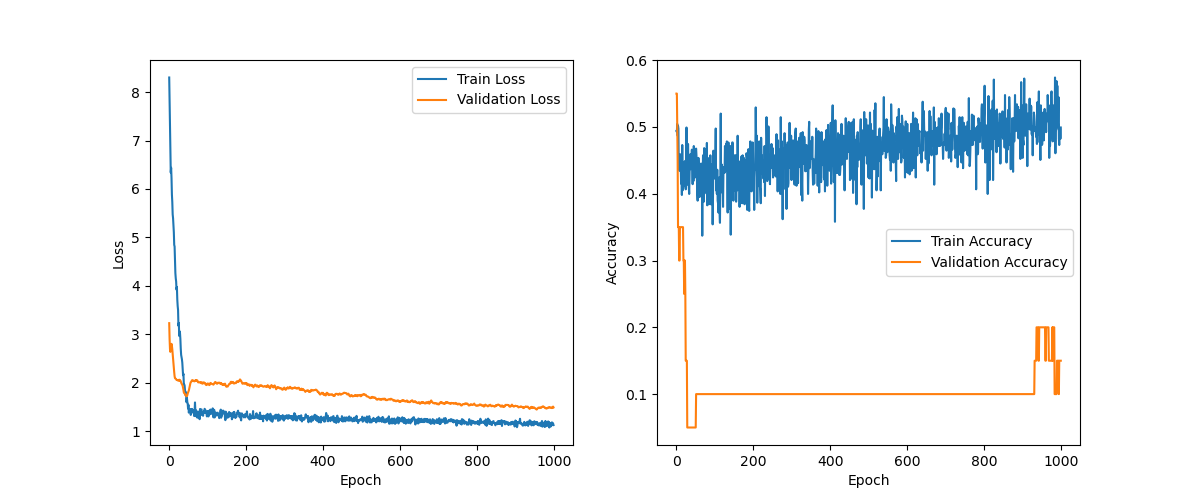 Train Loss
Validation Loss
8
7
6
5
4
3
2
1
Loss
0 200 400 600 800 1000
Epoch
0.6
0.5
0.4
0.3
0.2
0.1
Accuracy
Train Accuracy
Validation Accuracy
0 200 400 600 800 1000
Epoch